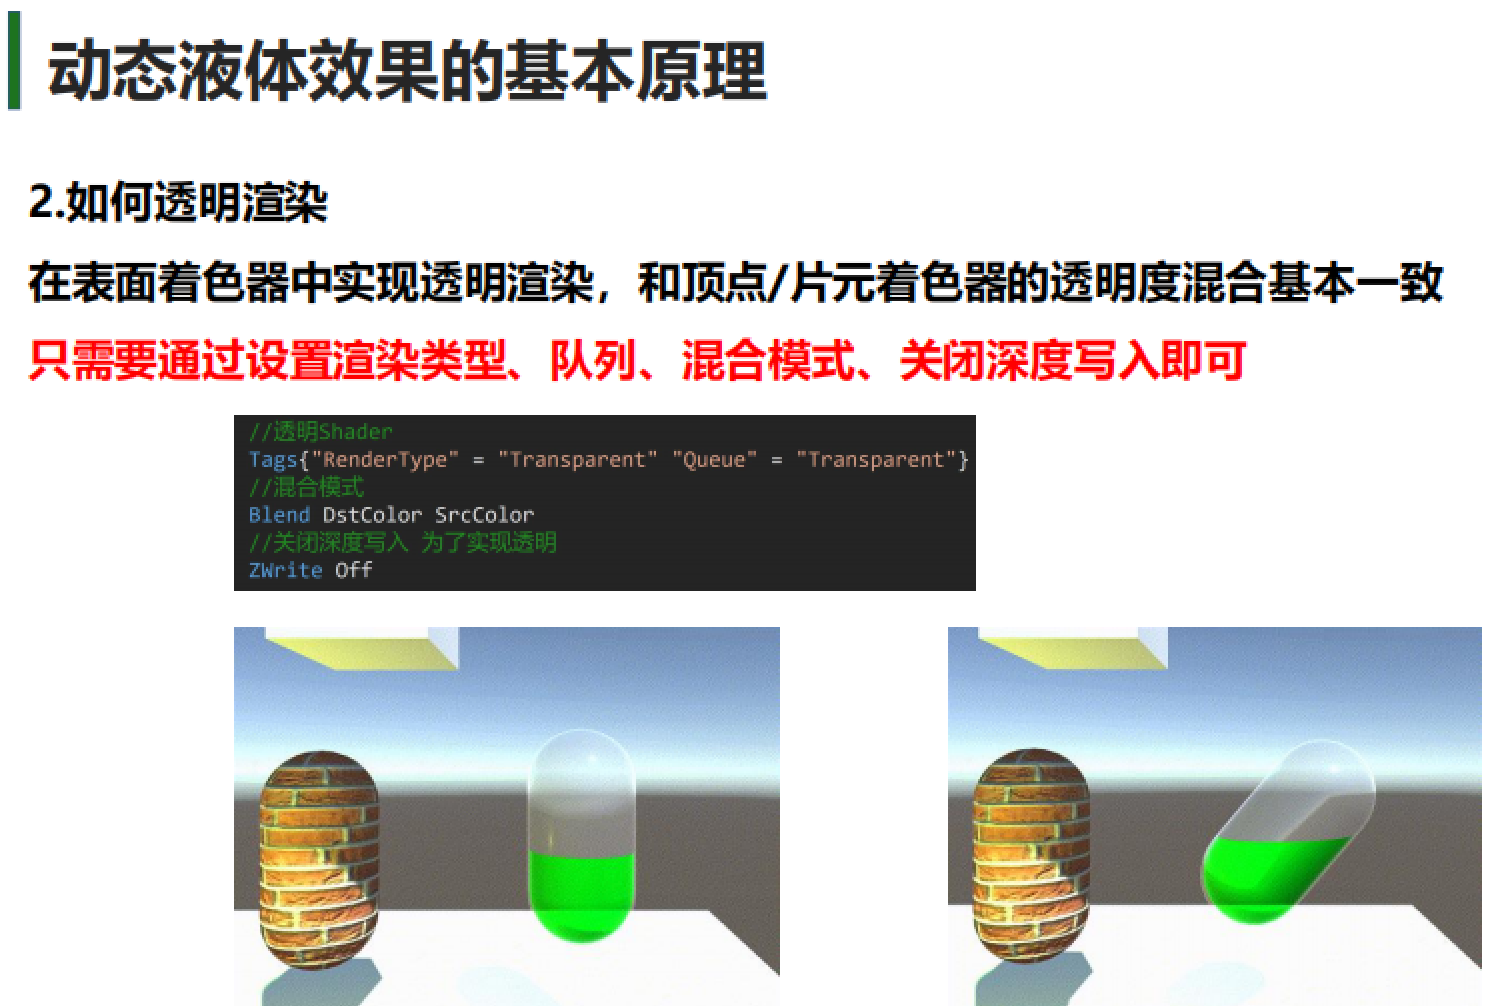 动态液体效果的基本原理
2.如何透明渲染
在表面着色器中实现透明渲染，和顶点/片元着色器的透明度混合基本一致
只需要通过设置渲染类型、队列、混合模式、关闭深度写入即可
//透明Shader
Tags{"RenderType" = "Transparent" "Queue" = "Transparent"}
//混合模式
Blend DstColor SrcColor
//关闭深度写入 为了实现透明
ZWrite Off